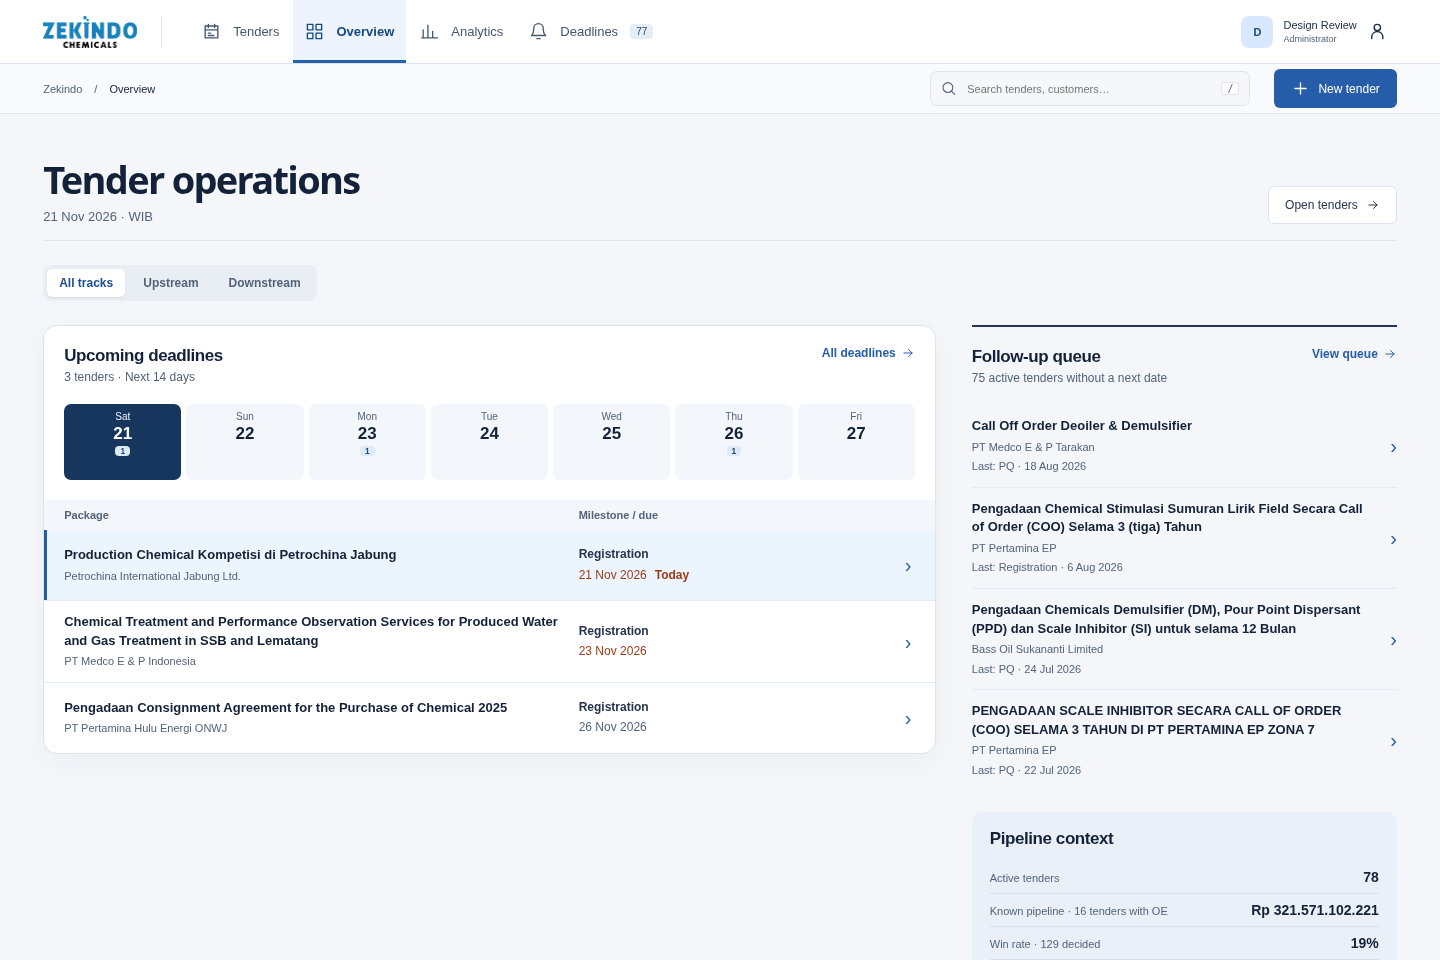 ZEKINDO
CHEMICALS
Tenders
Overview
Analytics
Deadlines 77
D
Design Review
Administrator
Zekindo / Overview
Search tenders, customers… /
New tender
Tender operations
21 Nov 2026 · WIB
Open tenders
All tracks
Upstream
Downstream
Upcoming deadlines
All deadlines
3 tenders · Next 14 days
Sat
21
1
Sun
22
Mon
23
1
Tue
24
Wed
25
Thu
26
1
Fri
27
Package
Milestone / due
Production Chemical Kompetisi di Petrochina Jabung
Petrochina International Jabung Ltd.
Registration
21 Nov 2026 Today
Chemical Treatment and Performance Observation Services for Produced Water
and Gas Treatment in SSB and Lematang
PT Medco E & P Indonesia
Registration
23 Nov 2026
Pengadaan Consignment Agreement for the Purchase of Chemical 2025
PT Pertamina Hulu Energi ONWJ
Registration
26 Nov 2026
Follow-up queue
View queue
75 active tenders without a next date
Call Off Order Deoiler & Demulsifier
PT Medco E & P Tarakan
Last: PQ · 18 Aug 2026
Pengadaan Chemical Stimulasi Sumuran Lirik Field Secara Call
of Order (COO) Selama 3 (tiga) Tahun
PT Pertamina EP
Last: Registration · 6 Aug 2026
Pengadaan Chemicals Demulsifier (DM), Pour Point Dispersant
(PPD) dan Scale Inhibitor (SI) untuk selama 12 Bulan
Bass Oil Sukananti Limited
Last: PQ · 24 Jul 2026
PENGADAAN SCALE INHIBITOR SECARA CALL OF ORDER
(COO) SELAMA 3 TAHUN DI PT PERTAMINA EP ZONA 7
PT Pertamina EP
Last: PQ · 22 Jul 2026
Pipeline context
Active tenders 78
Known pipeline · 16 tenders with OE Rp 321.571.102.221
Win rate · 129 decided 19%